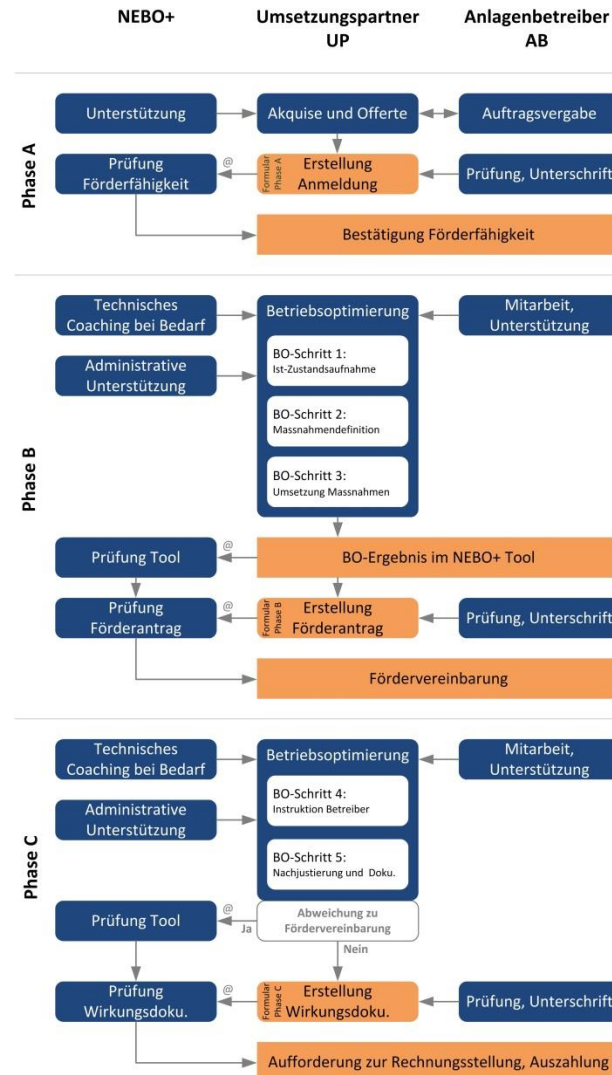 NEBO+
Umsetzungspartner
UP
Anlagenbetreiber
AB
Phase A
Unterstützung
Akquise und Offerte
Auftragsvergabe
Prüfung
Förderfähigkeit
@
Formular
Phase A
Erstellung
Anmeldung
Prüfung, Unterschrift
Bestätigung Förderfähigkeit
Phase B
Technisches
Coaching bei Bedarf
Betriebsoptimierung
Mitarbeit,
Unterstützung
Administrative
Unterstützung
BO-Schritt 1:
Ist-Zustandsaufnahme
BO-Schritt 2:
Massnahmendefinition
BO-Schritt 3:
Umsetzung Massnahmen
Prüfung Tool
@
BO-Ergebnis im NEBO+ Tool
Prüfung
Förderantrag
@
Formular
Phase B
Erstellung
Förderantrag
Prüfung, Unterschrift
Fördervereinbarung
Phase C
Technisches
Coaching bei Bedarf
Betriebsoptimierung
Mitarbeit,
Unterstützung
Administrative
Unterstützung
BO-Schritt 4:
Instruktion Betreiber
BO-Schritt 5:
Nachjustierung und Doku.
Prüfung Tool
@
Ja
Abweichung zu
Fördervereinbarung
Nein
Prüfung
Wirkungsdoku.
@
Formular
Phase C
Erstellung
Wirkungsdoku.
Prüfung, Unterschrift
Aufforderung zur Rechnungsstellung, Auszahlung